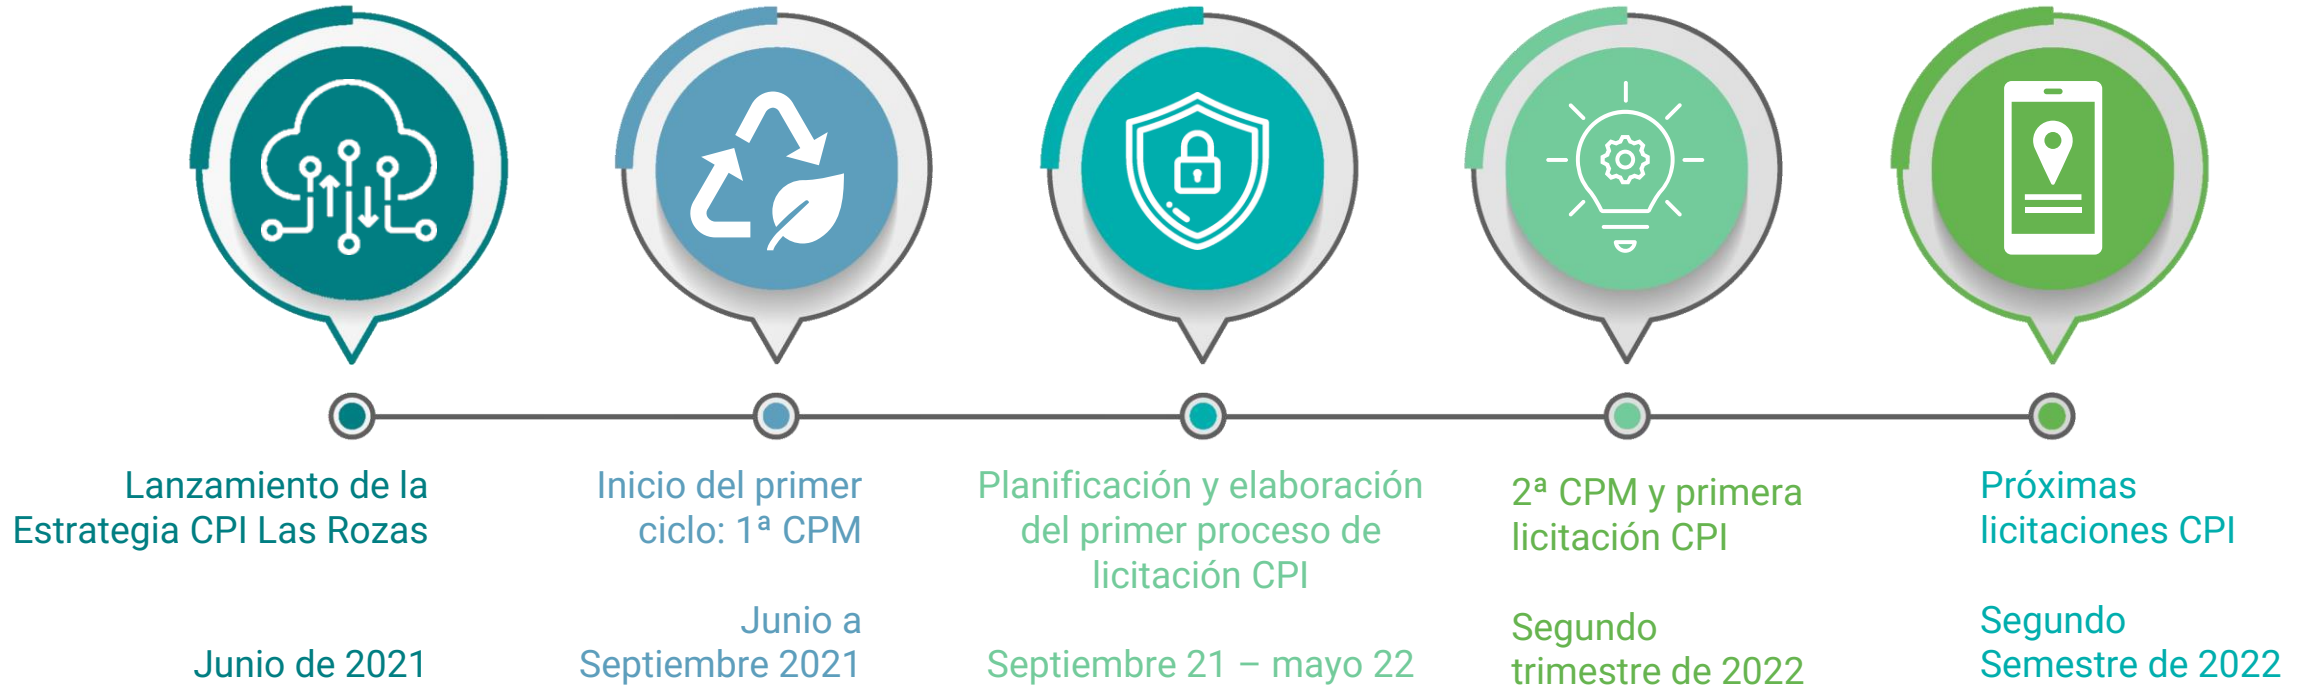 Lanzamiento de la
Estrategia CPI Las Rozas
Junio de 2021
Inicio del primer
ciclo: 1ª CPM
Junio a
Septiembre 2021
Planificación y elaboración
del primer proceso de
licitación CPI
Septiembre 21 – mayo 22
2ª CPM y primera
licitación CPI
Segundo
trimestre de 2022
Próximas
licitaciones CPI
Segundo
Semestre de 2022